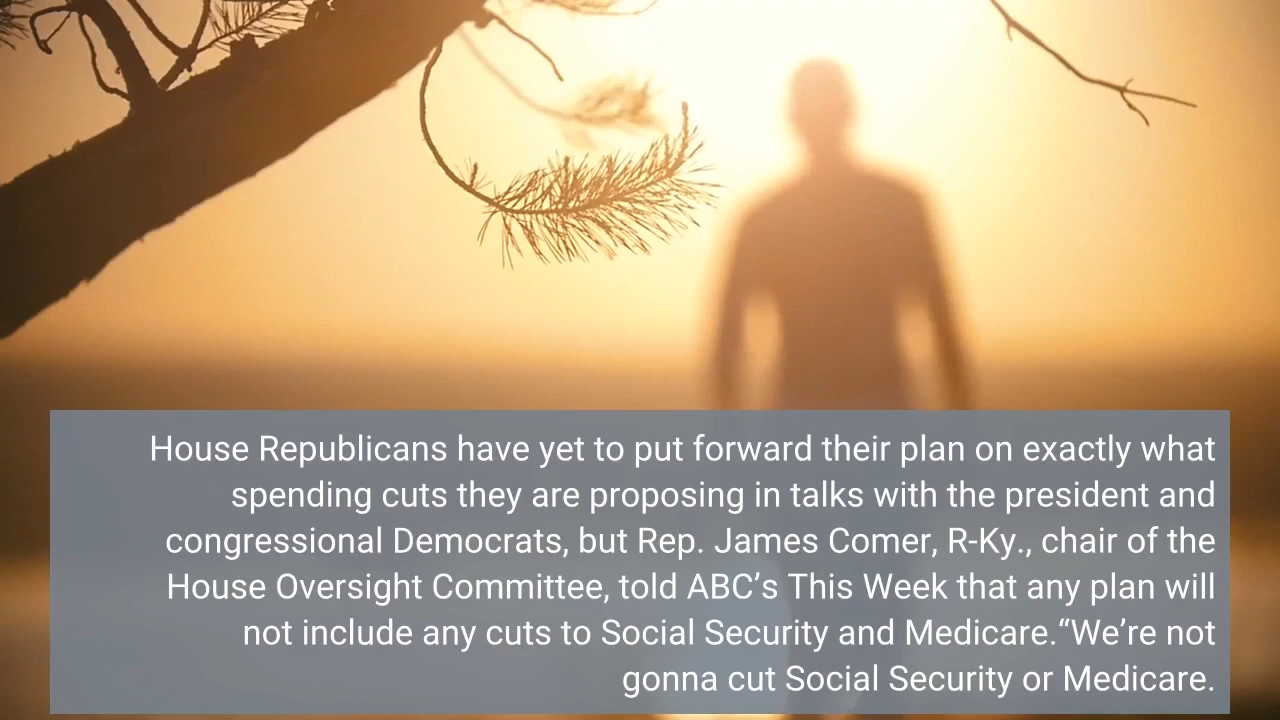 House Republicans have yet to put forward their plan on exactly what
spending cuts they are proposing in talks with the president and
congressional Democrats, but Rep. James Comer, R-Ky., chair of the
House Oversight Committee, told ABC’s This Week that any plan will
not include any cuts to Social Security and Medicare.“We’re not
gonna cut Social Security or Medicare.